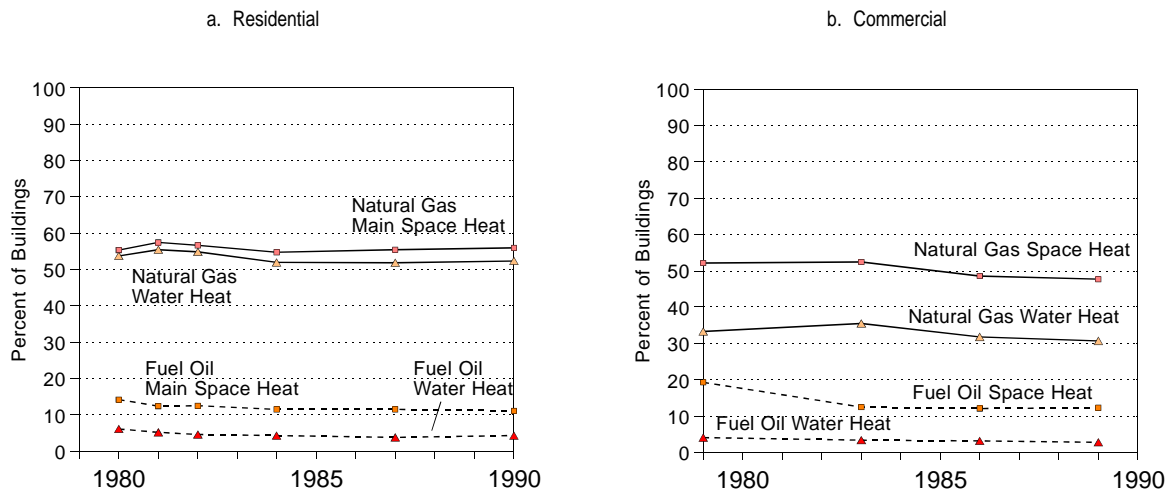 a. Residential
100
90
80
70
60
50
40
30
20
10
0
Percent of Buildings
Natural Gas
Main Space Heat
Natural Gas
Water Heat
Fuel Oil
Main Space Heat
Fuel Oil
Water Heat
1980
1985
1990
b. Commercial
100
90
80
70
60
50
40
30
20
10
0
Percent of Buildings
Natural Gas Space Heat
Natural Gas Water Heat
Fuel Oil Space Heat
Fuel Oil Water Heat
1980
1985
1990